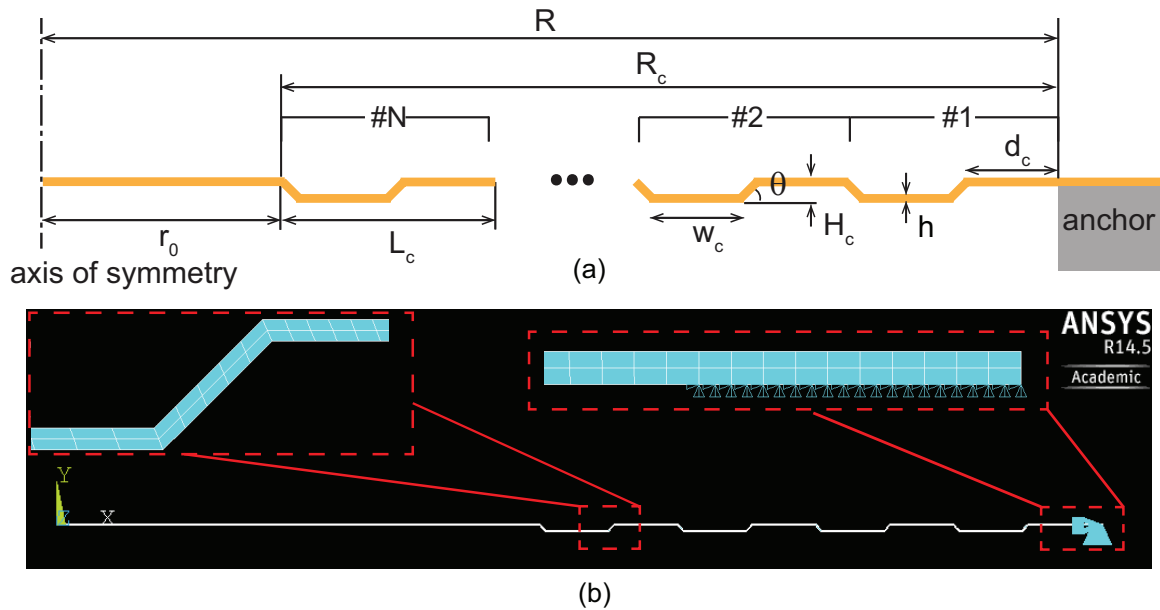 R
R_c
#N
#2
#1
d_c
θ
anchor
r_0
L_c
w_c
H_c
h
axis of symmetry
(a)
ANSYS
R14.5
Academic
Y
Z
X
(b)